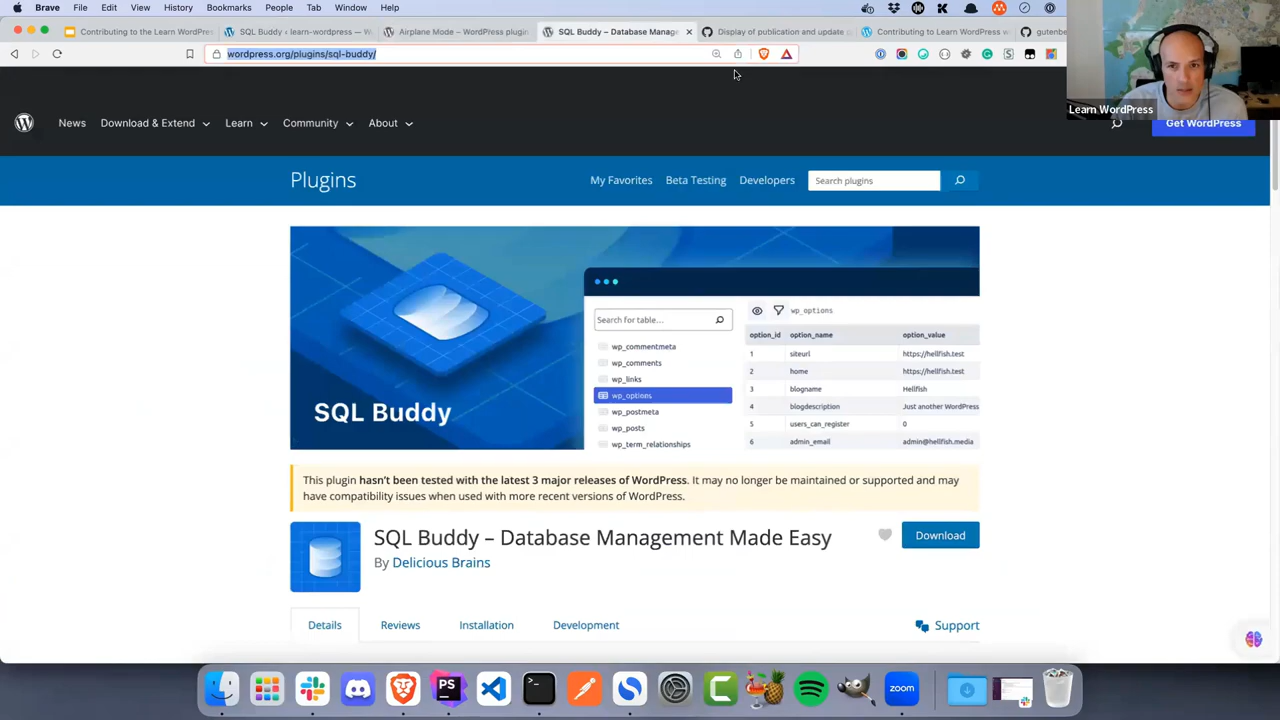 Brave File Edit View History Bookmarks People Tab Window Help
Contributing to the Learn WordPres
SQL Buddy ‹ learn-wordpress — W
Airplane Mode – WordPress plugin
SQL Buddy – Database Manage
Display of publication and update
Contributing to Learn WordPress w
gutenbe
wordpress.org/plugins/sql-buddy/
Learn WordPress
News Download & Extend Learn Community About
Get WordPress
Plugins
My Favorites Beta Testing Developers Search plugins
Search for table...
wp_options
option_id option_name option_value
wp_commentmeta
wp_comments
wp_links
wp_options
wp_postmeta
wp_posts
wp_term_relationships
1 siteurl https://hellfish.test
2 home https://hellfish.test
3 blogname Hellfish
4 blogdescription Just another WordPress
5 users_can_register 0
6 admin_email admin@hellfish.media
SQL Buddy
This plugin hasn't been tested with the latest 3 major releases of WordPress. It may no longer be maintained or supported and may
have compatibility issues when used with more recent versions of WordPress.
SQL Buddy – Database Management Made Easy
Download
By Delicious Brains
Details Reviews Installation Development
Support
PS
zoom